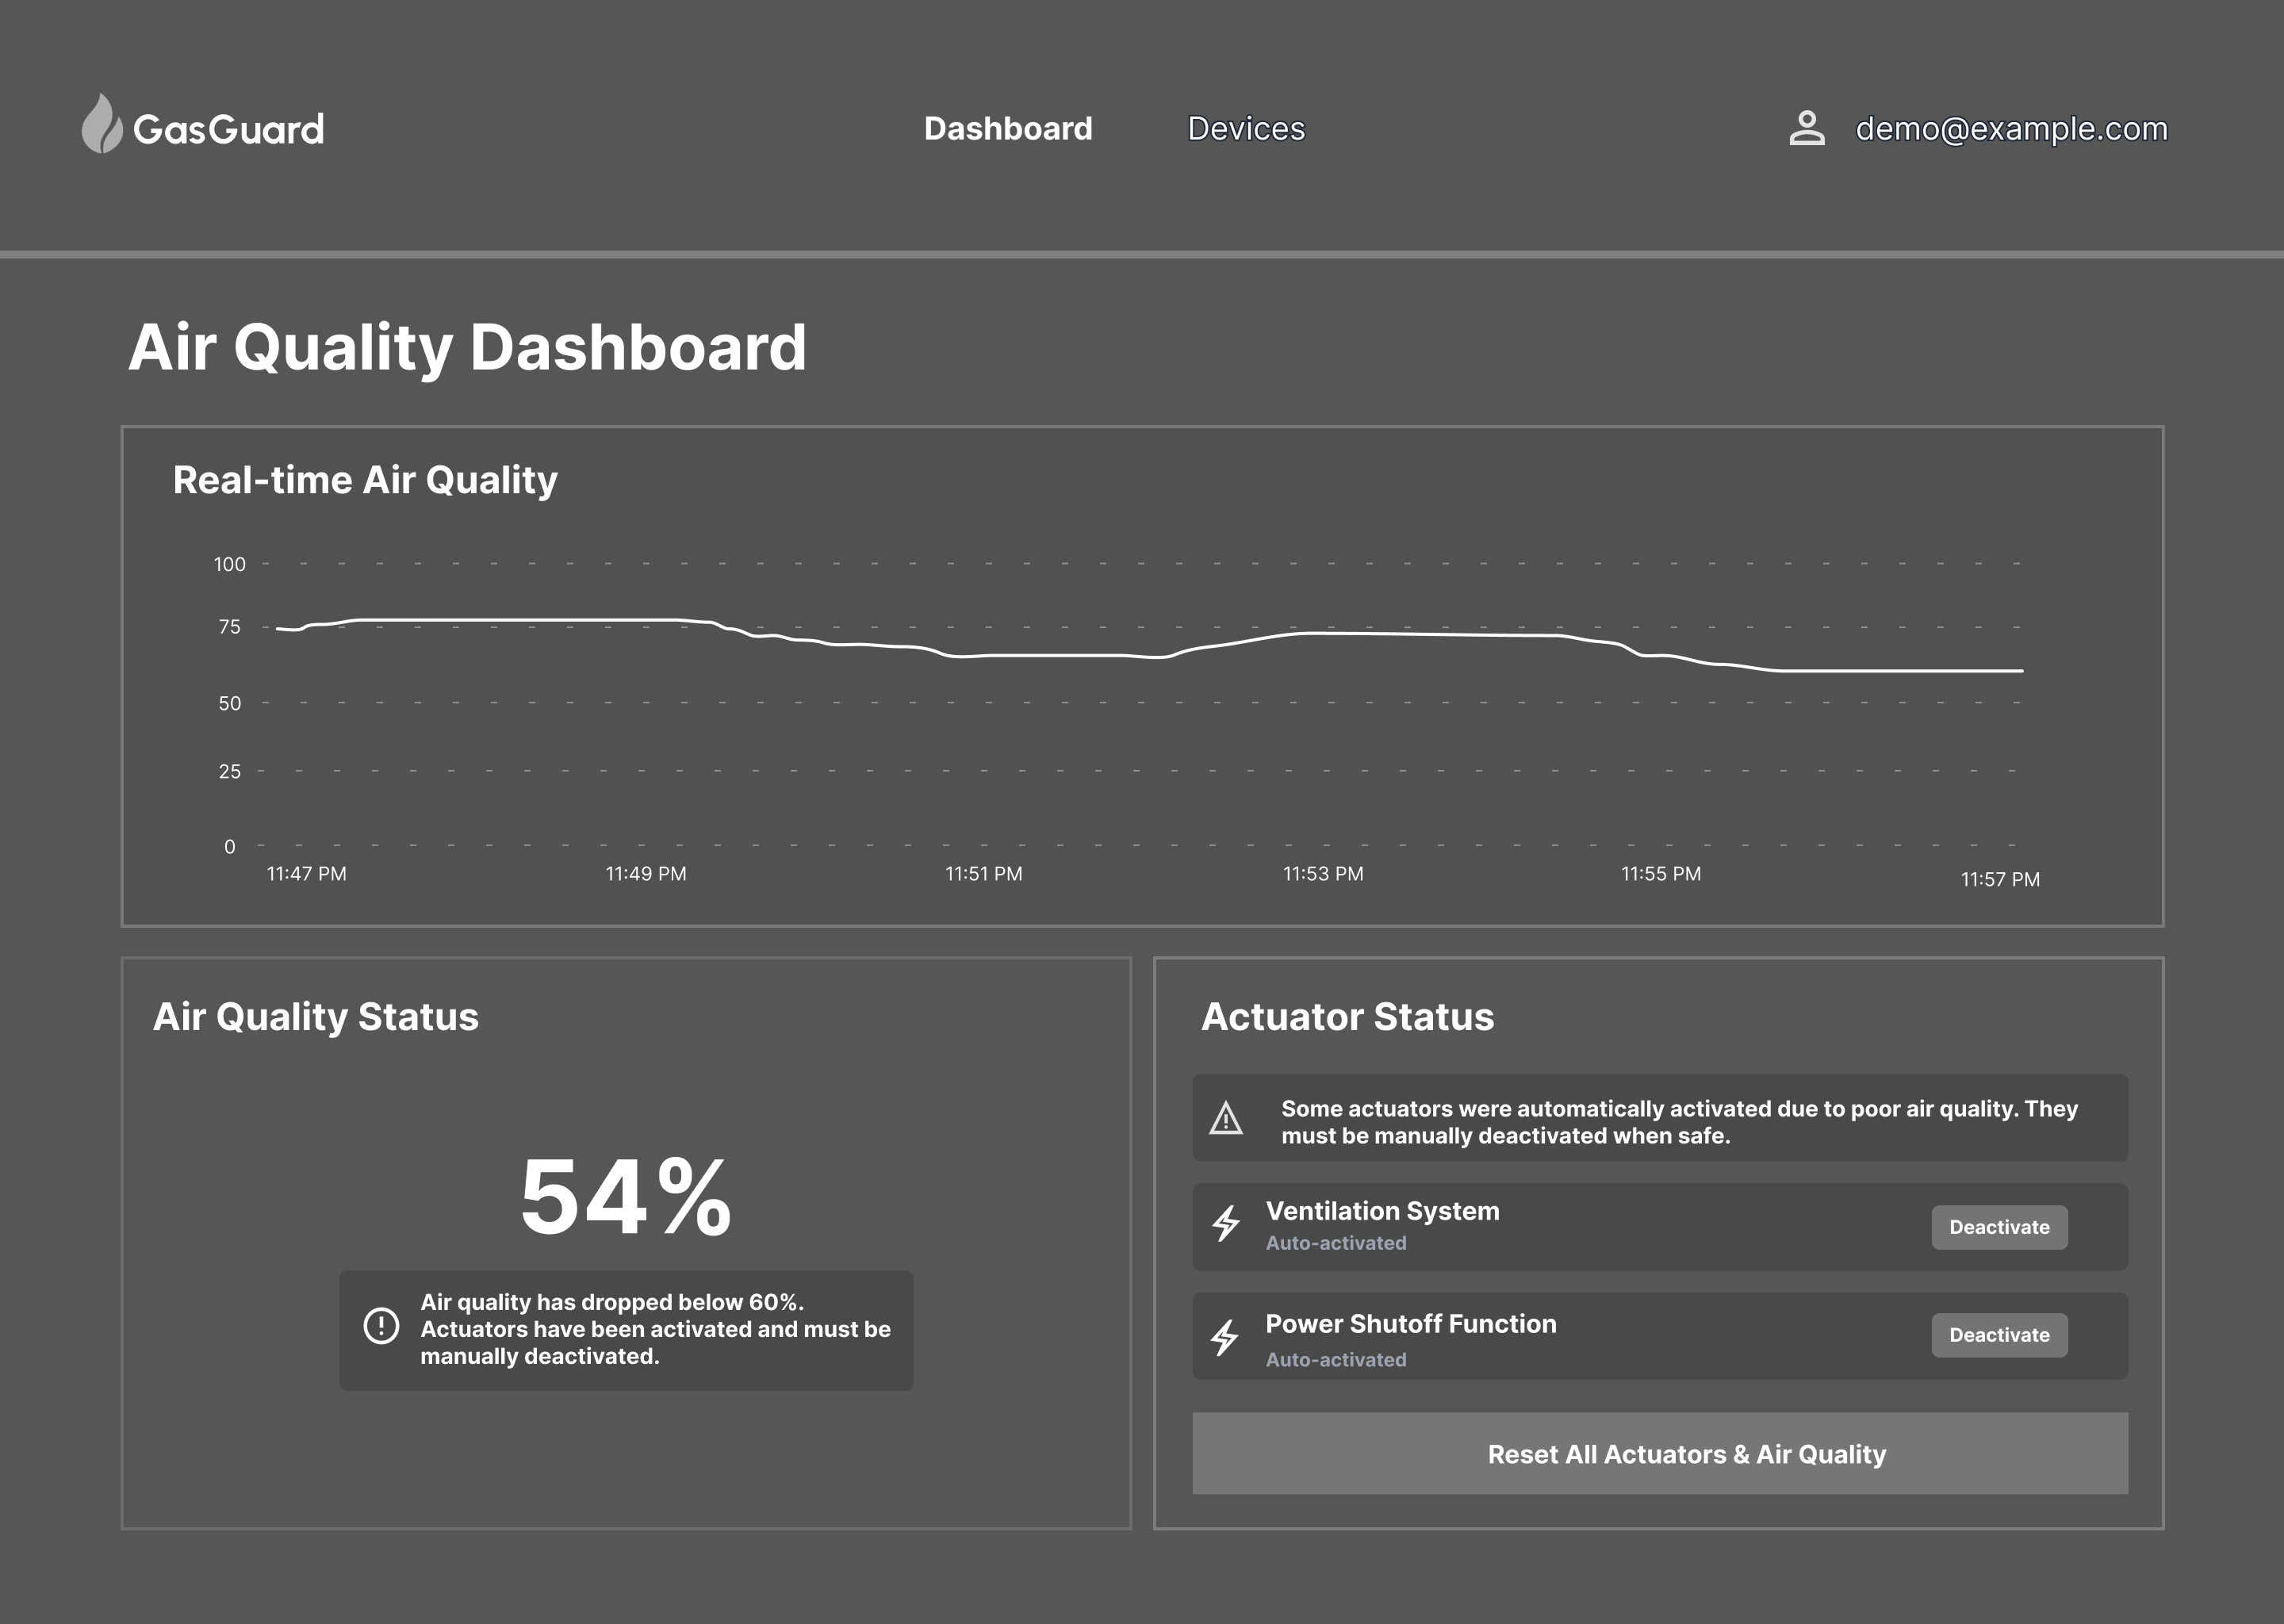 GasGuard
Dashboard
Devices
demo@example.com
Air Quality Dashboard
Real-time Air Quality
100
75
50
25
0
11:47 PM
11:49 PM
11:51 PM
11:53 PM
11:55 PM
11:57 PM
Air Quality Status
54%
Air quality has dropped below 60%.
Actuators have been activated and must be
manually deactivated.
Actuator Status
Some actuators were automatically activated due to poor air quality. They
must be manually deactivated when safe.
Ventilation System
Auto-activated
Deactivate
Power Shutoff Function
Auto-activated
Deactivate
Reset All Actuators & Air Quality